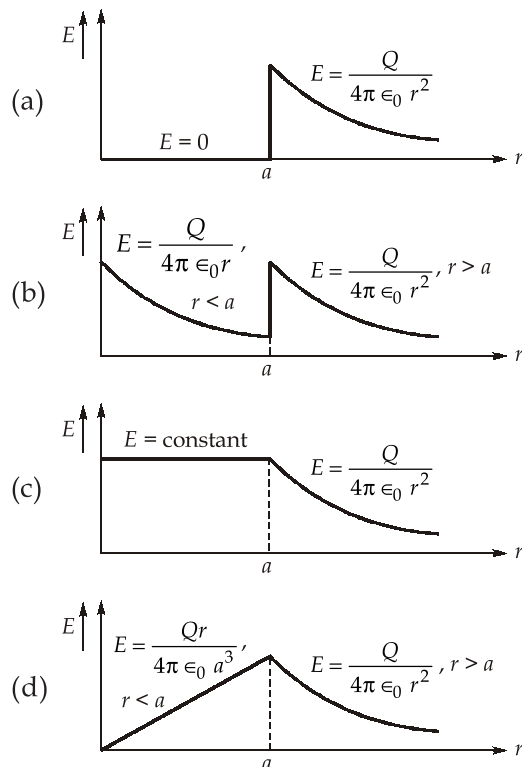 E
(a)
E = 0
E = Q / 4π ∈₀ r²
a
r
E
(b)
E = Q / 4π ∈₀r ,
r < a
E = Q / 4π ∈₀ r² , r > a
a
r
E
(c)
E = constant
E = Q / 4π ∈₀ r²
a
r
E
(d)
E = Qr / 4π ∈₀ a³ ,
r < a
E = Q / 4π ∈₀ r² , r > a
a
r